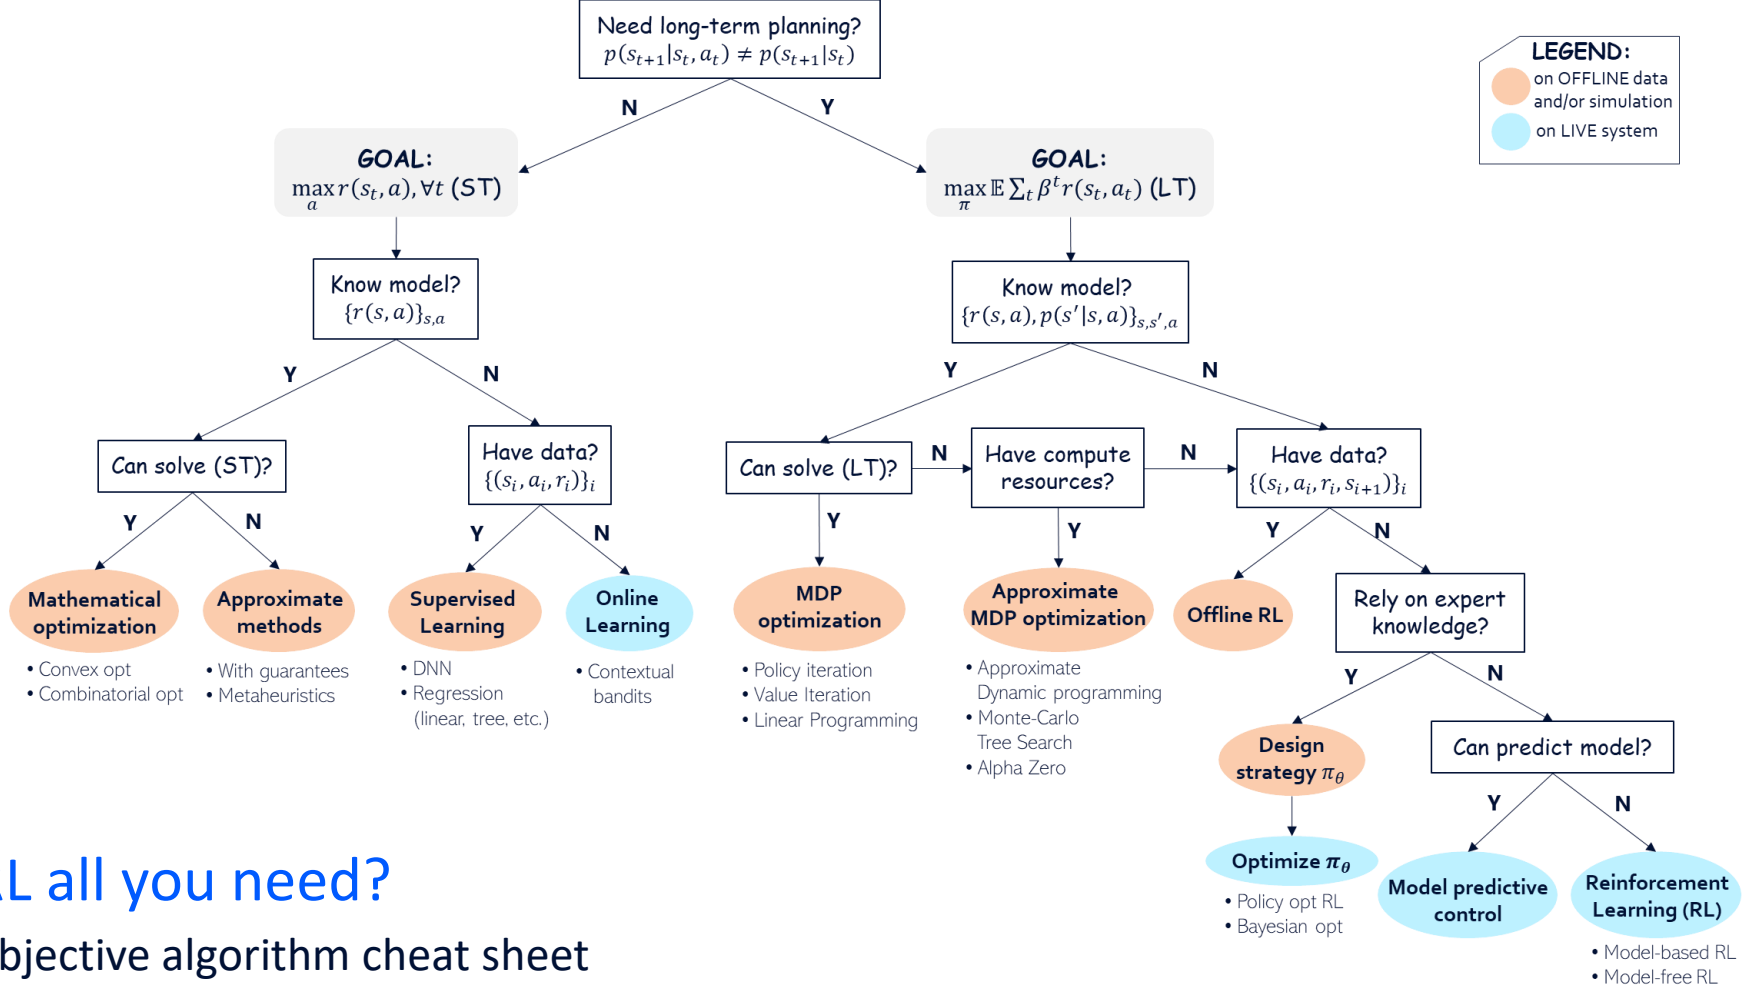 Need long-term planning?
p(s_{t+1}|s_t, a_t) ≠ p(s_{t+1}|s_t)
LEGEND:
on OFFLINE data
and/or simulation
on LIVE system
N
Y
GOAL:
max_a r(s_t, a), ∀t (ST)
GOAL:
max_π 𝔼 ∑_t β^t r(s_t, a_t) (LT)
Know model?
{r(s, a)}_{s,a}
Know model?
{r(s, a), p(s'|s, a)}_{s,s',a}
Y
N
Y
N
Can solve (ST)?
Have data?
{(s_i, a_i, r_i)}_i
Can solve (LT)?
N
Have compute
resources?
N
Have data?
{(s_i, a_i, r_i, s_{i+1})}_i
Y
N
Y
N
Y
Y
Y
N
Mathematical
optimization
• Convex opt
• Combinatorial opt
Approximate
methods
• With guarantees
• Metaheuristics
Supervised
Learning
• DNN
• Regression
(linear, tree, etc.)
Online
Learning
• Contextual
bandits
MDP
optimization
• Policy iteration
• Value Iteration
• Linear Programming
Approximate
MDP optimization
• Approximate
Dynamic programming
• Monte-Carlo
Tree Search
• Alpha Zero
Offline RL
Rely on expert
knowledge?
Y
N
Design
strategy π_θ
Can predict model?
Optimize π_θ
• Policy opt RL
• Bayesian opt
Y
N
Model predictive
control
Reinforcement
Learning (RL)
• Model-based RL
• Model-free RL
L all you need?
bjective algorithm cheat sheet